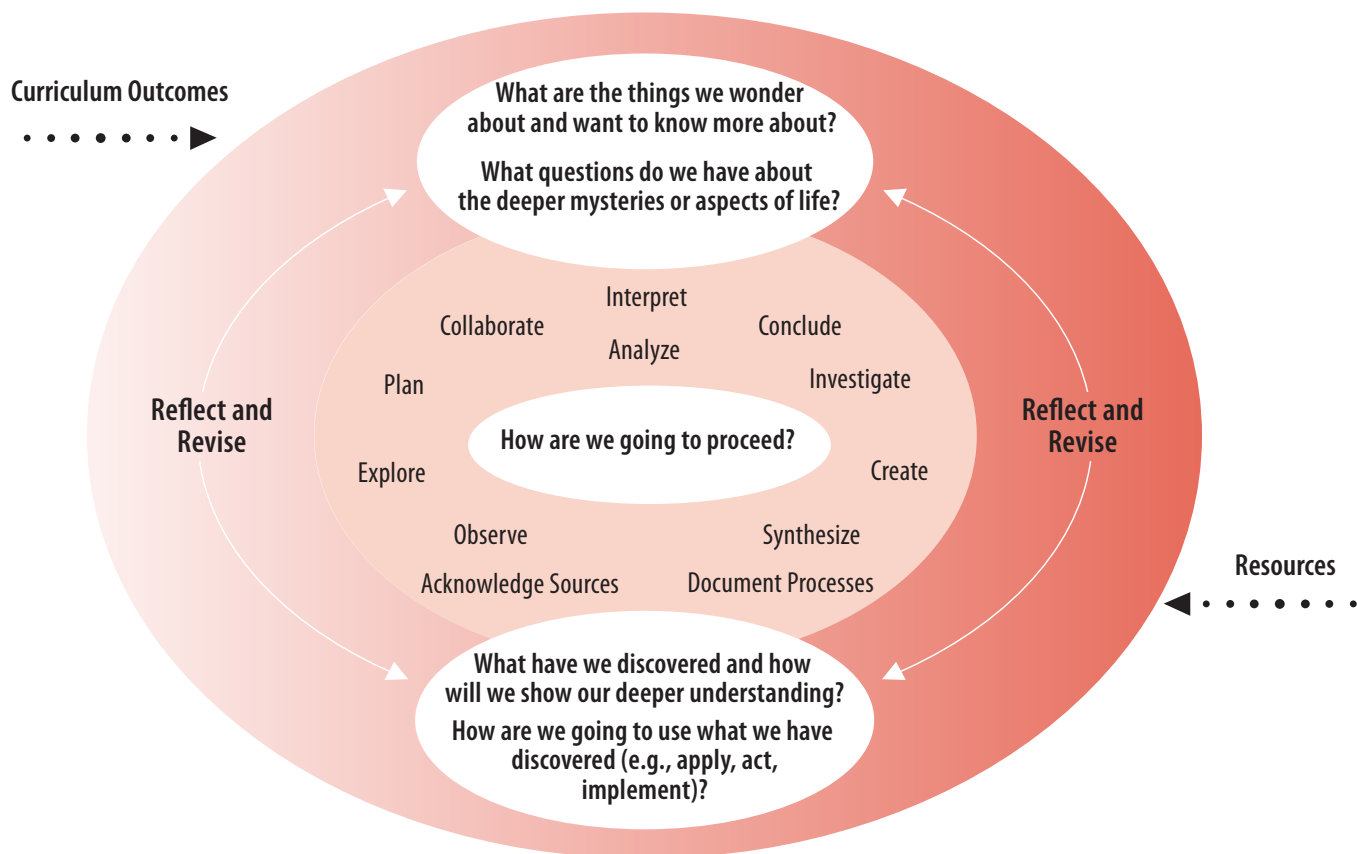 Curriculum Outcomes
What are the things we wonder
about and want to know more about?
What questions do we have about
the deeper mysteries or aspects of life?
Interpret
Collaborate
Conclude
Analyze
Plan
Investigate
Reflect and
Revise
How are we going to proceed?
Reflect and
Revise
Explore
Create
Observe
Synthesize
Acknowledge Sources
Document Processes
Resources
What have we discovered and how
will we show our deeper understanding?
How are we going to use what we have
discovered (e.g., apply, act,
implement)?